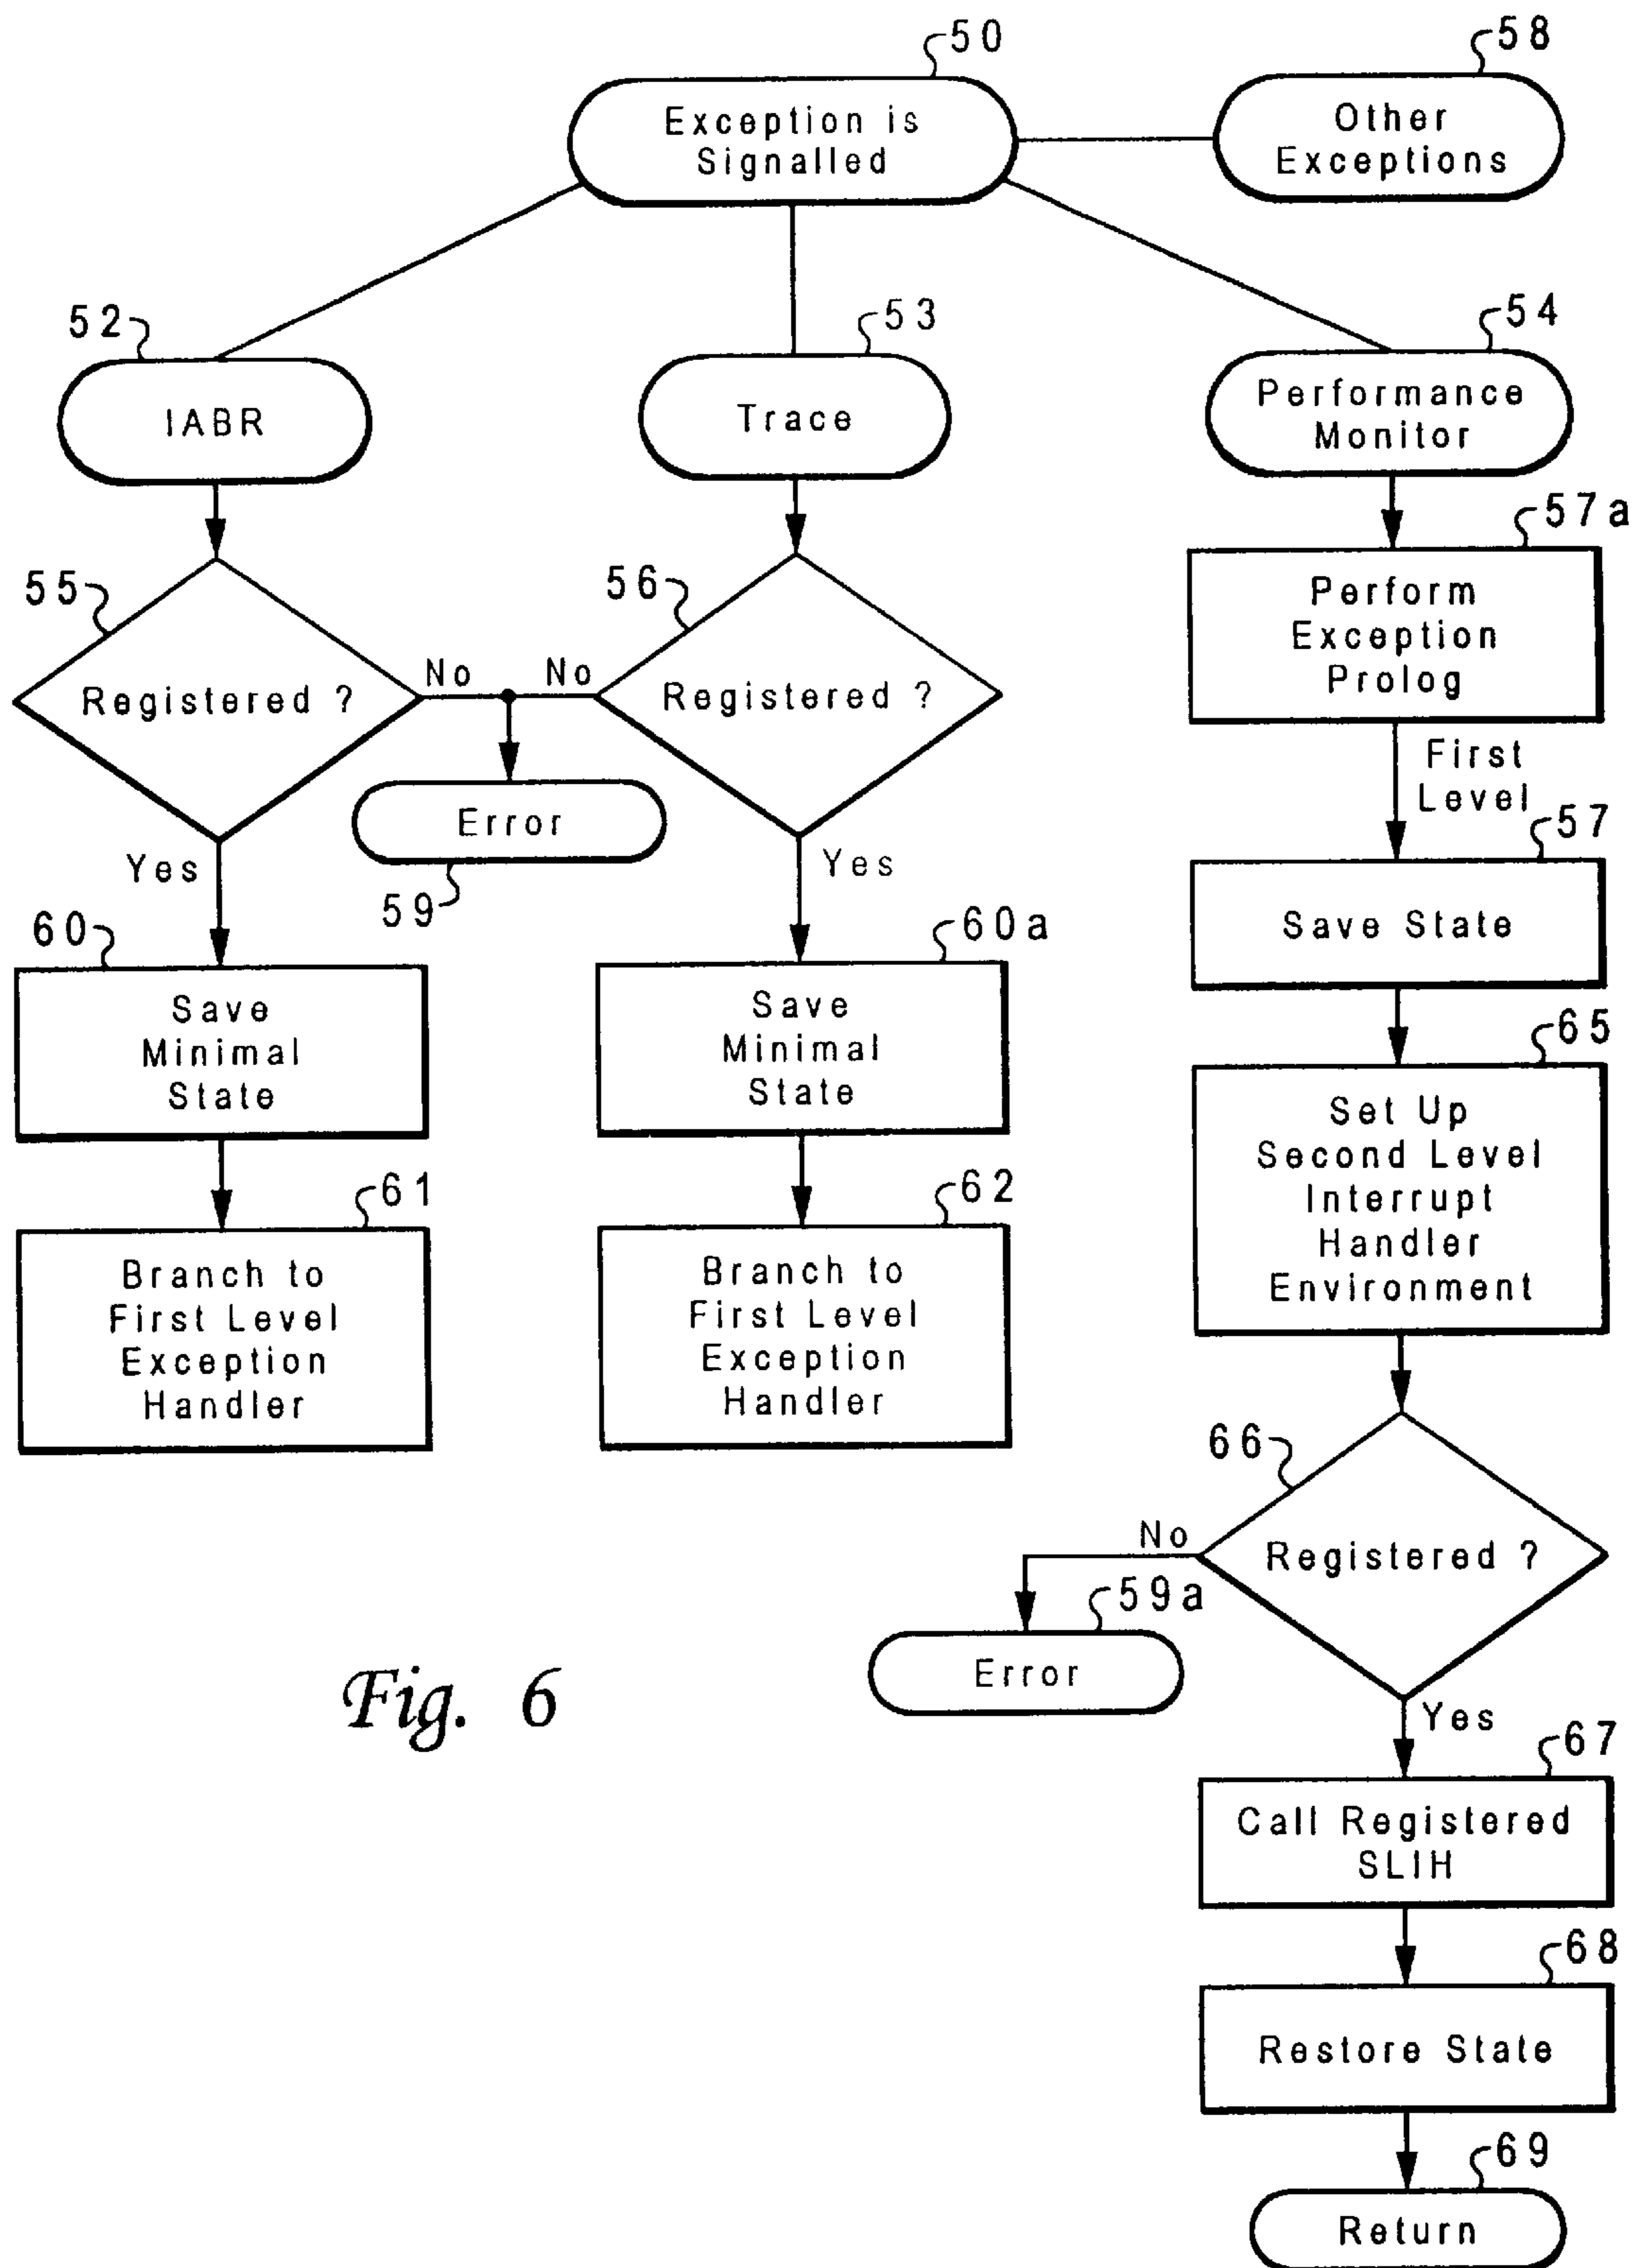 50
58
Exception is
Signalled
Other
Exceptions
52
53
54
IABR
Trace
Performance
Monitor
57a
55
56
Perform
Exception
Prolog
No
No
Registered ?
Registered ?
First
Level
Error
59
57
Yes
Yes
Save State
60
60a
Save
Minimal
State
Save
Minimal
State
65
Set Up
Second Level
Interrupt
Handler
Environment
61
62
Branch to
First Level
Exception
Handler
Branch to
First Level
Exception
Handler
66
No
Registered ?
59a
Error
Yes
Fig. 6
67
Call Registered
SLIH
68
Restore State
69
Return